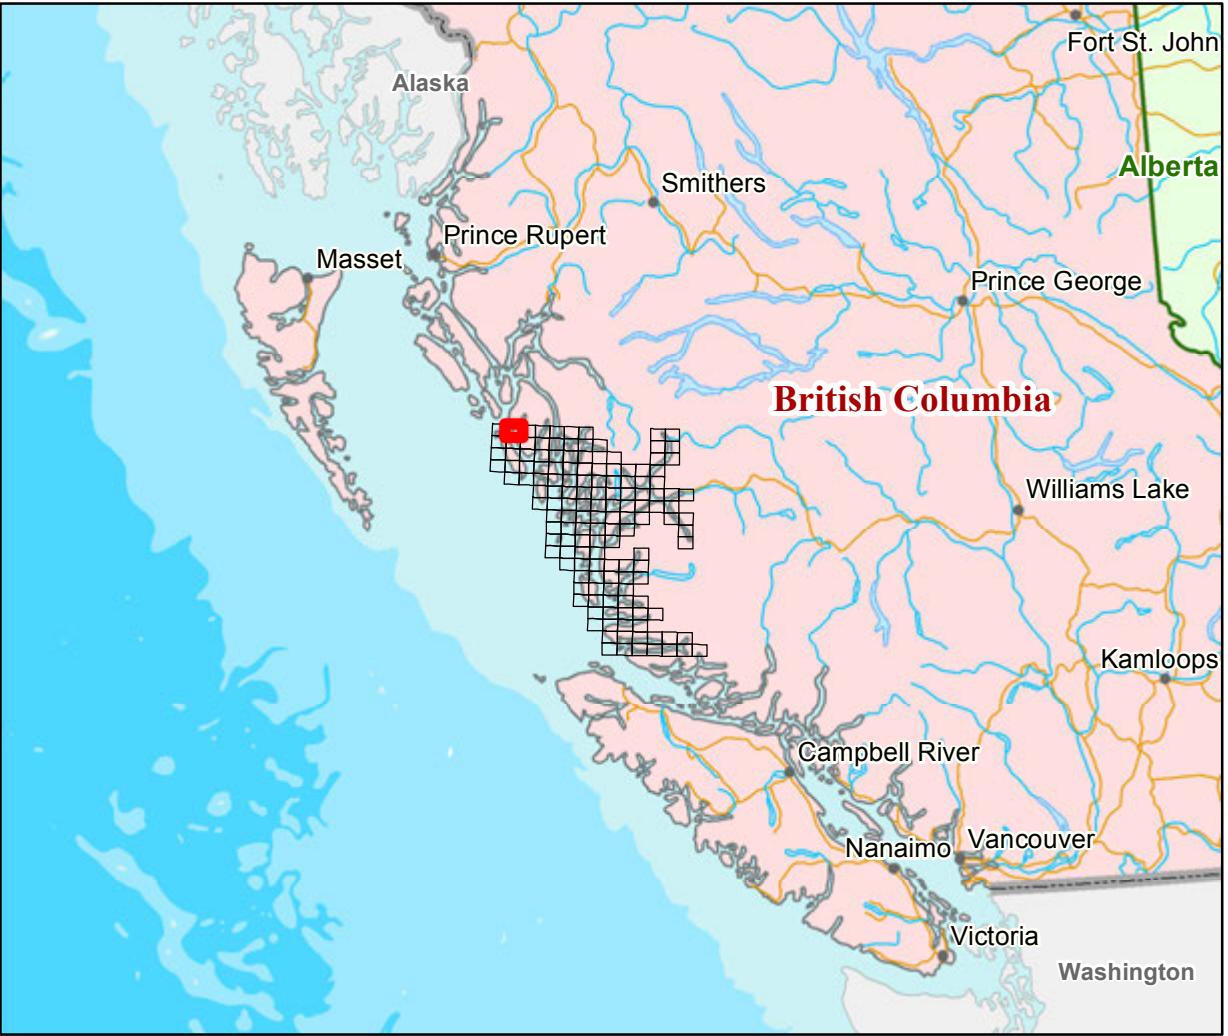 Fort St. John
Alaska
Alberta
Smithers
Prince Rupert
Masset
Prince George
British Columbia
Williams Lake
Kamloops
Campbell River
Vancouver
Nanaimo
Victoria
Washington